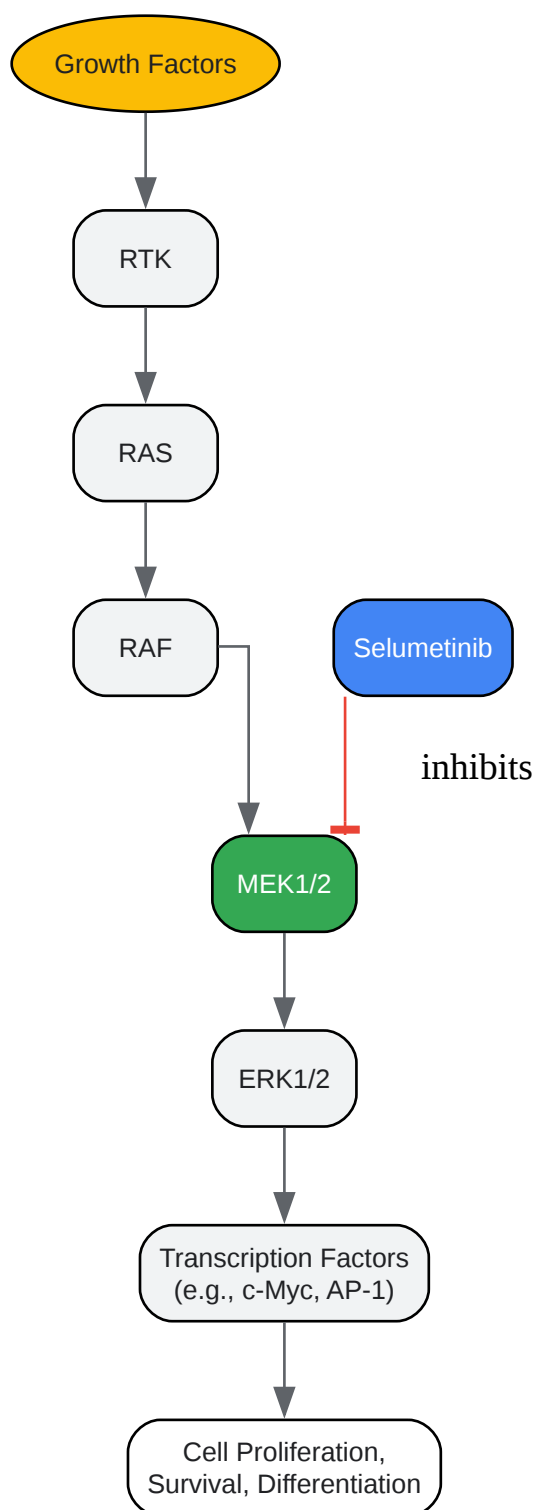 Growth Factors
RTK
RAS
RAF
Selumetinib
inhibits
MEK1/2
ERK1/2
Transcription Factors
(e.g., c-Myc, AP-1)
Cell Proliferation,
Survival, Differentiation